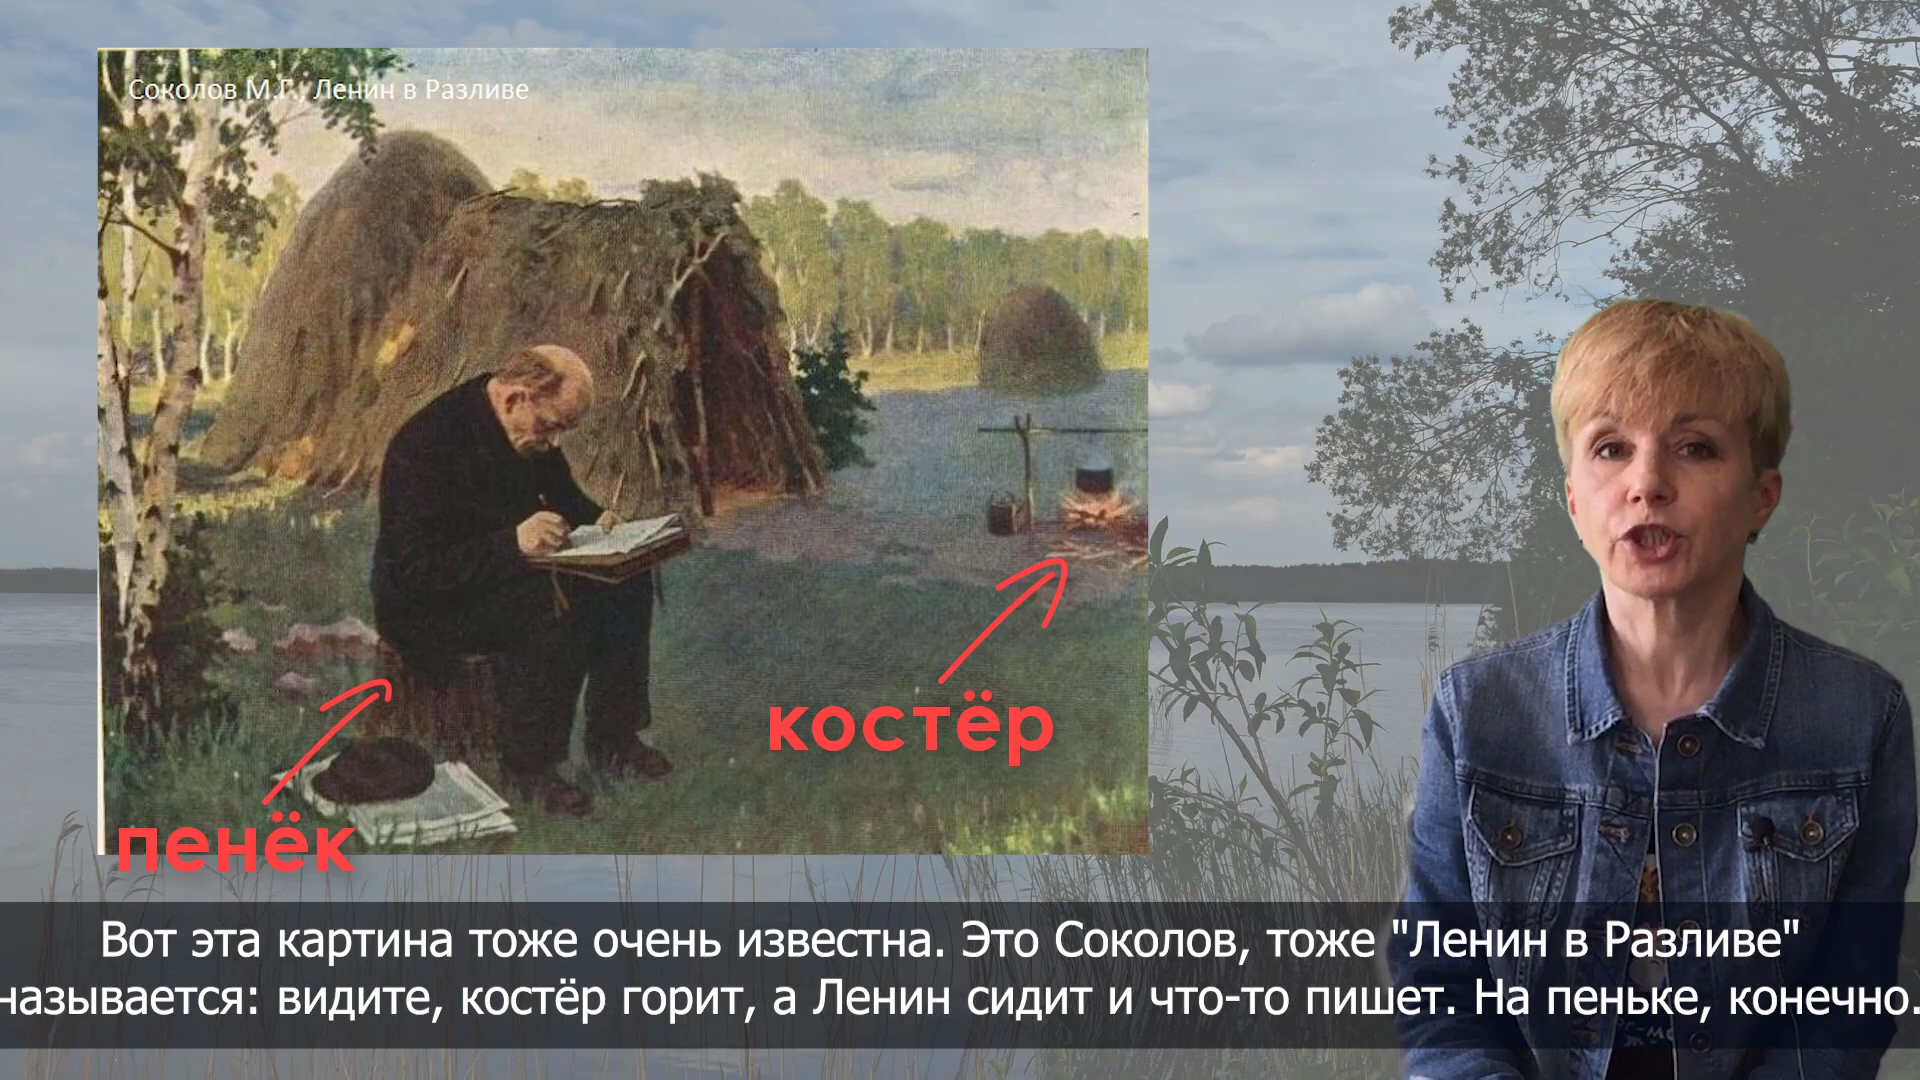 Соколов М.Г., Ленин в Разливе
костёр
пенёк
Вот эта картина тоже очень известна. Это Соколов, тоже "Ленин в Разливе"
называется: видите, костёр горит, а Ленин сидит и что-то пишет. На пеньке, конечно.